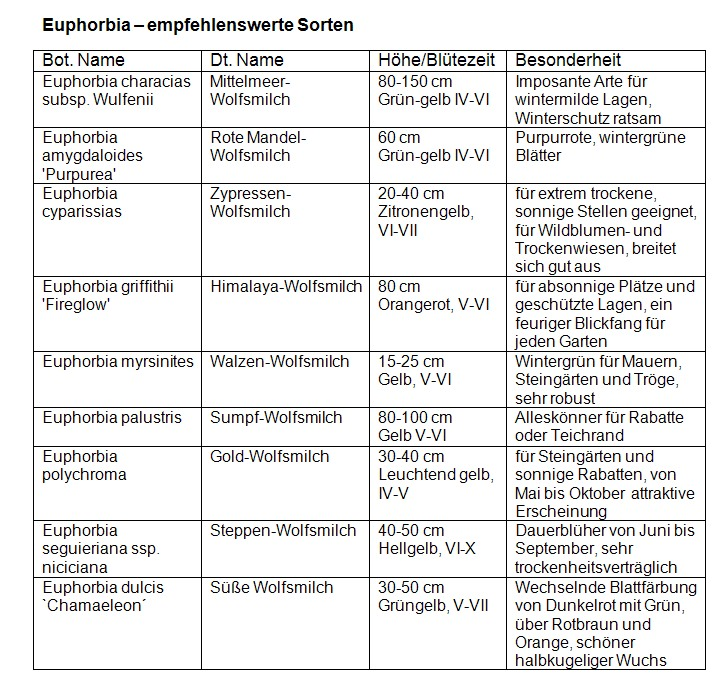 Euphorbia – empfehlenswerte Sorten
Bot. Name Dt. Name Höhe/Blütezeit Besonderheit
Euphorbia characias Mittelmeer- 80-150 cm Imposante Arte für
subsp. Wulfenii Wolfsmilch Grün-gelb IV-VI wintermilde Lagen,
Winterschutz ratsam
Euphorbia Rote Mandel- 60 cm Purpurrote, wintergrüne
amygdaloides Wolfsmilch Grün-gelb IV-VI Blätter
'Purpurea'
Euphorbia Zypressen- 20-40 cm für extrem trockene,
cyparissias Wolfsmilch Zitronengelb, sonnige Stellen geeignet,
VI-VII für Wildblumen- und
Trockenwiesen, breitet
sich gut aus
Euphorbia griffithii Himalaya-Wolfsmilch 80 cm für absonnige Plätze und
'Fireglow' Orangerot, V-VI geschützte Lagen, ein
feuriger Blickfang für
jeden Garten
Euphorbia myrsinites Walzen-Wolfsmilch 15-25 cm Wintergrün für Mauern,
Gelb, V-VI Steingärten und Tröge,
sehr robust
Euphorbia palustris Sumpf-Wolfsmilch 80-100 cm Alleskönner für Rabatte
Gelb V-VI oder Teichrand
Euphorbia Gold-Wolfsmilch 30-40 cm für Steingärten und
polychroma Leuchtend gelb, sonnige Rabatten, von
IV-V Mai bis Oktober attraktive
Erscheinung
Euphorbia Steppen-Wolfsmilch 40-50 cm Dauerblüher von Juni bis
seguieriana ssp. Hellgelb, VI-X September, sehr
niciciana trockenheitsverträglich
Euphorbia dulcis Süße Wolfsmilch 30-50 cm Wechselnde Blattfärbung
`Chamaeleon´ Grüngelb, V-VII von Dunkelrot mit Grün,
über Rotbraun und
Orange, schöner
halbkugeliger Wuchs